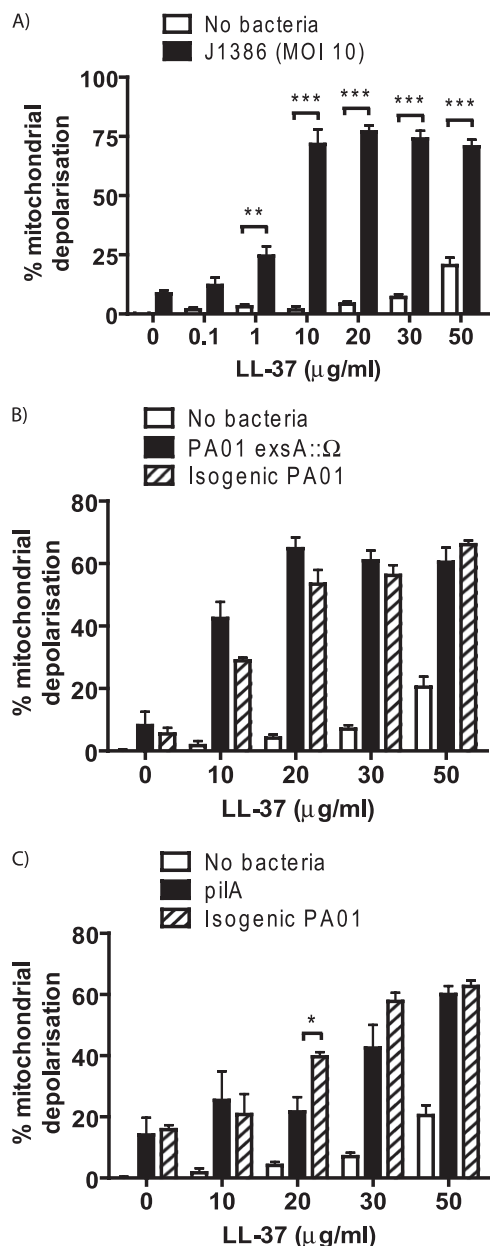 A)
No bacteria
J1386 (MOI 10)
100
75
50
25
0
% mitochondrial
depolarisation
**
***
***
***
***
0 0.1 1 10 20 30 50
LL-37 (μg/ml)
B)
No bacteria
PA01 exsA::Ω
Isogenic PA01
80
60
40
20
0
% mitochondrial
depolarisation
0 10 20 30 50
LL-37 (μg/ml)
C)
No bacteria
pilA
Isogenic PA01
80
60
40
20
0
% mitochondrial
depolarisation
*
0 10 20 30 50
LL-37 (μg/ml)